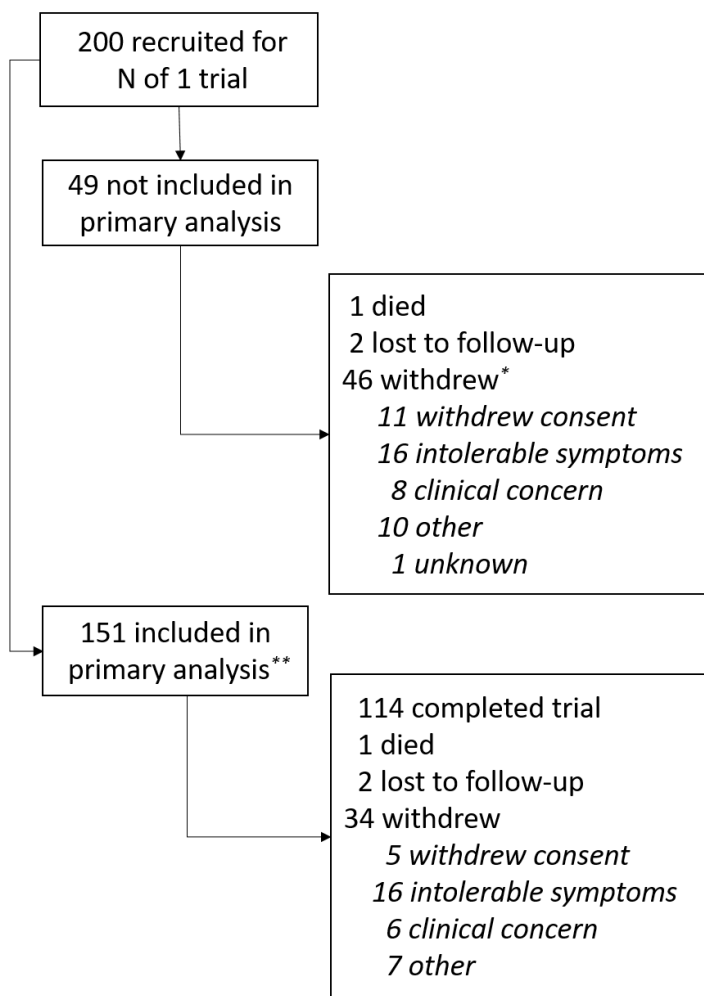 200 recruited for
N of 1 trial
49 not included in
primary analysis
1 died
2 lost to follow-up
46 withdrew*
11 withdrew consent
16 intolerable symptoms
8 clinical concern
10 other
1 unknown
151 included in
primary analysis**
114 completed trial
1 died
2 lost to follow-up
34 withdrew
5 withdrew consent
16 intolerable symptoms
6 clinical concern
7 other